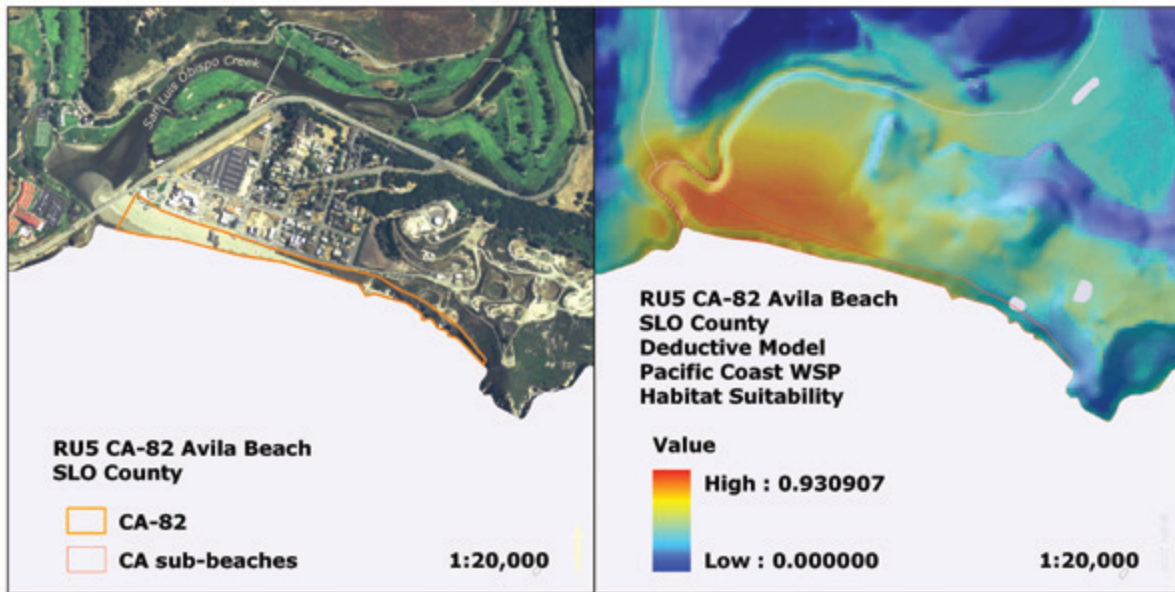 San Luis Obispo Creek
RU5 CA-82 Avila Beach
SLO County
CA-82
CA sub-beaches
1:20,000
RU5 CA-82 Avila Beach
SLO County
Deductive Model
Pacific Coast WSP
Habitat Suitability
Value
High : 0.930907
Low : 0.000000
1:20,000